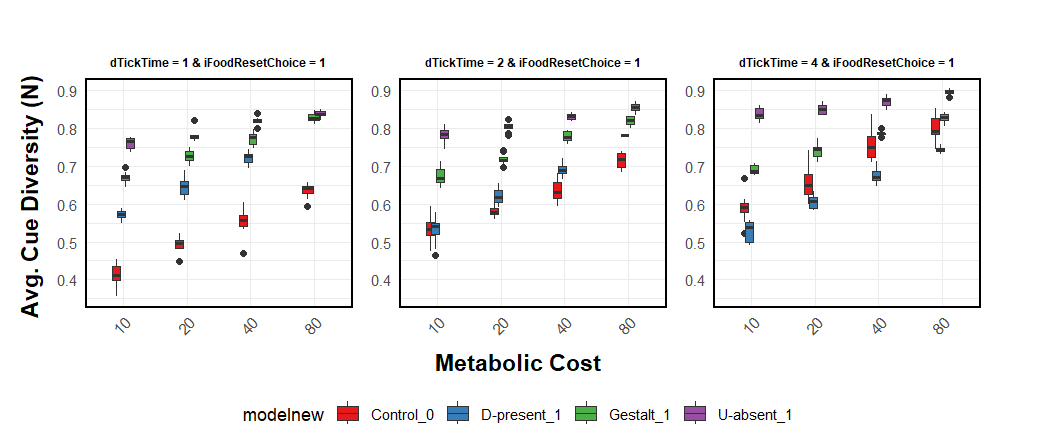 dTickTime = 1 & iFoodResetChoice = 1
dTickTime = 2 & iFoodResetChoice = 1
dTickTime = 4 & iFoodResetChoice = 1
Avg. Cue Diversity (N)
0.9
0.8
0.7
0.6
0.5
0.4
10 20 40 80
0.9
0.8
0.7
0.6
0.5
0.4
10 20 40 80
0.9
0.8
0.7
0.6
0.5
0.4
10 20 40 80
Metabolic Cost
modelnew Control_0 D-present_1 Gestalt_1 U-absent_1